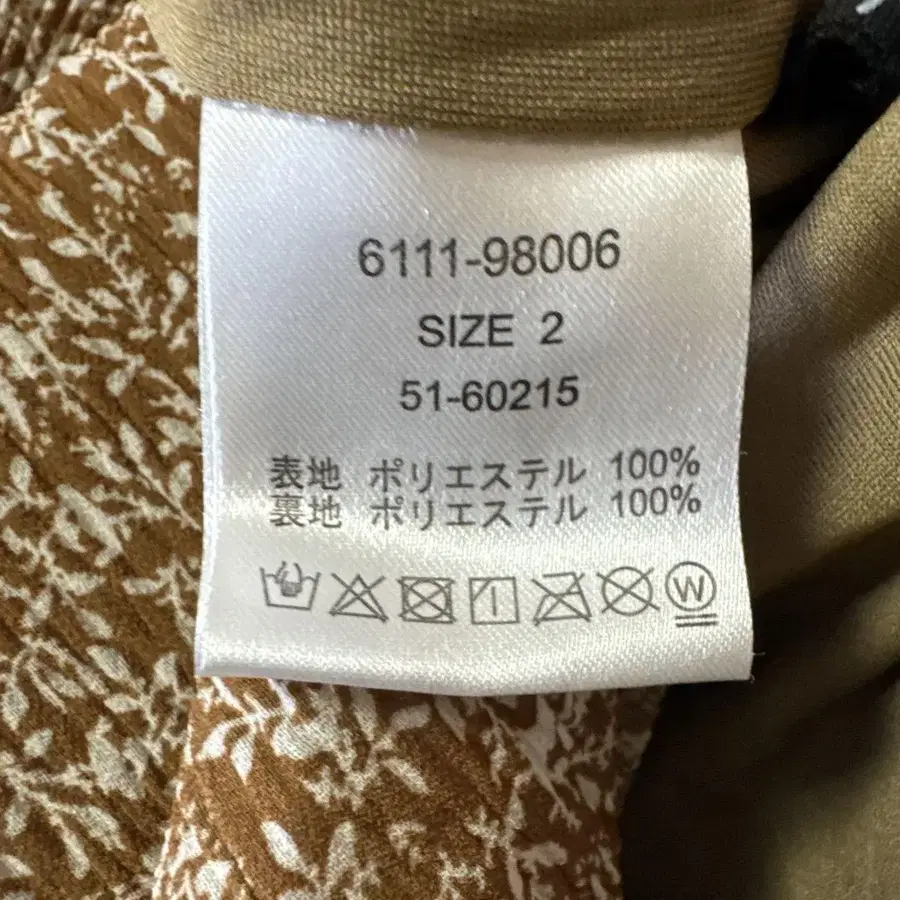 6111-98006
SIZE 2
51-60215
表地 ポリエステル 100%
裏地 ポリエステル 100%
W